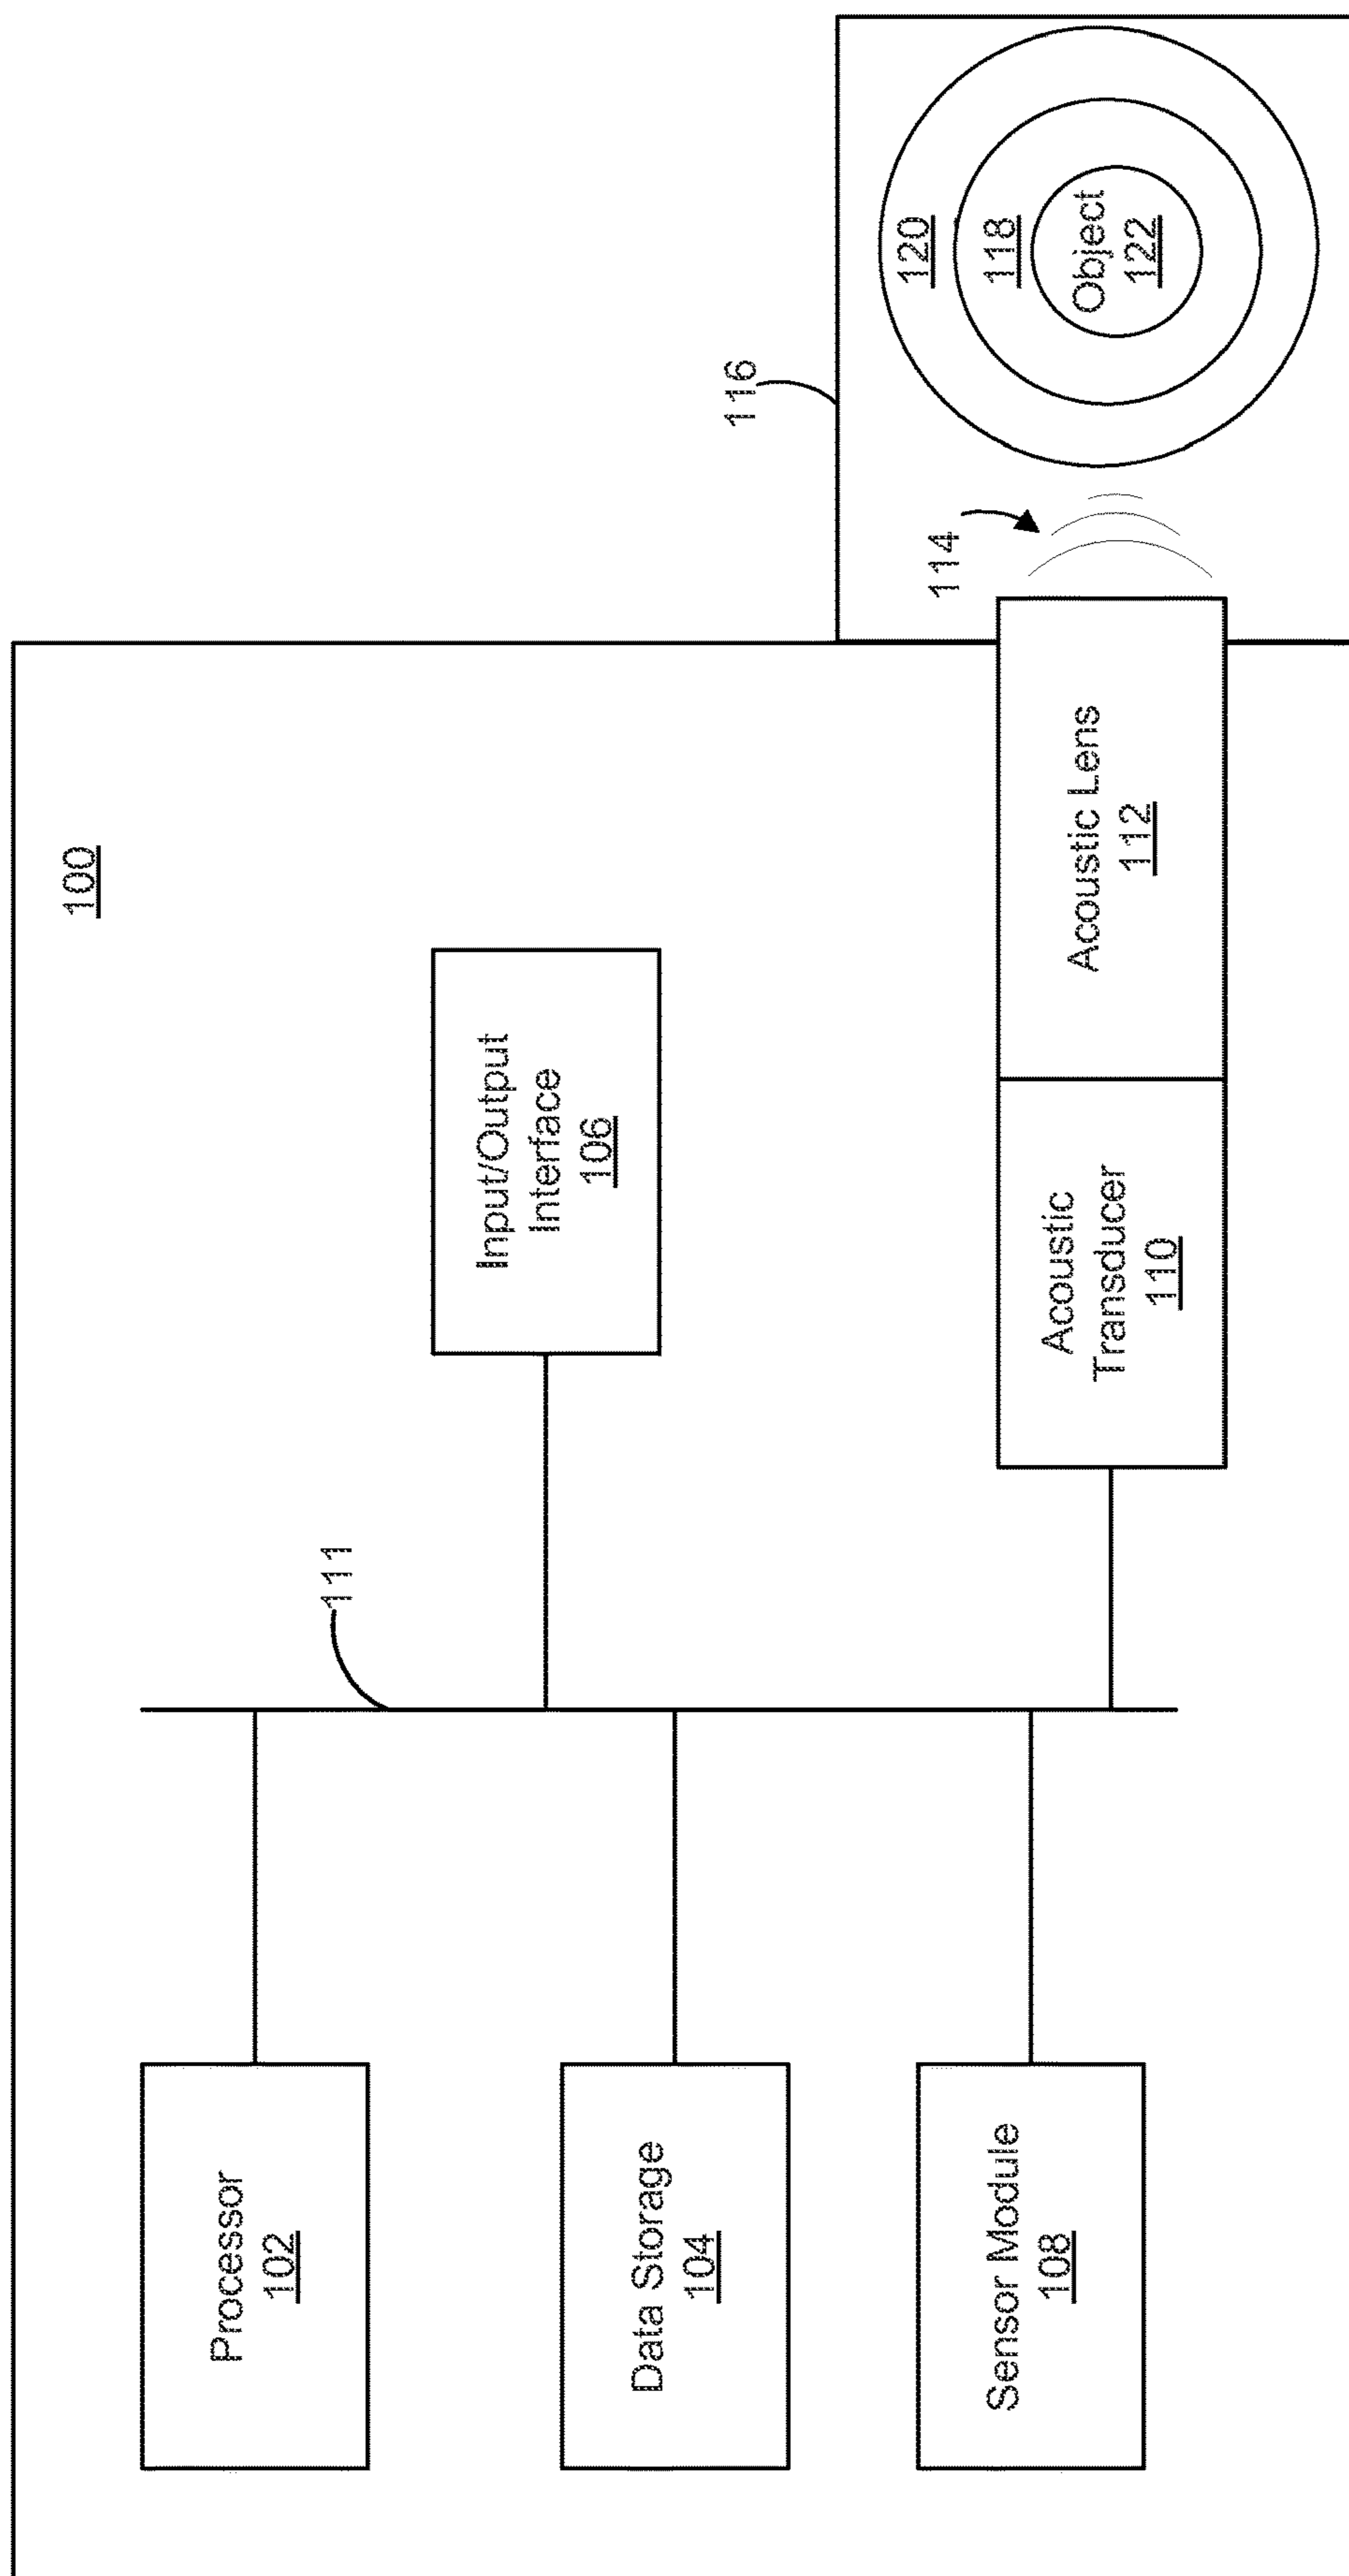 100
Processor
102
111
Input/Output
Interface
106
Data Storage
104
Sensor Module
108
Acoustic
Transducer
110
Acoustic Lens
112
114
116
120
118
Object
122